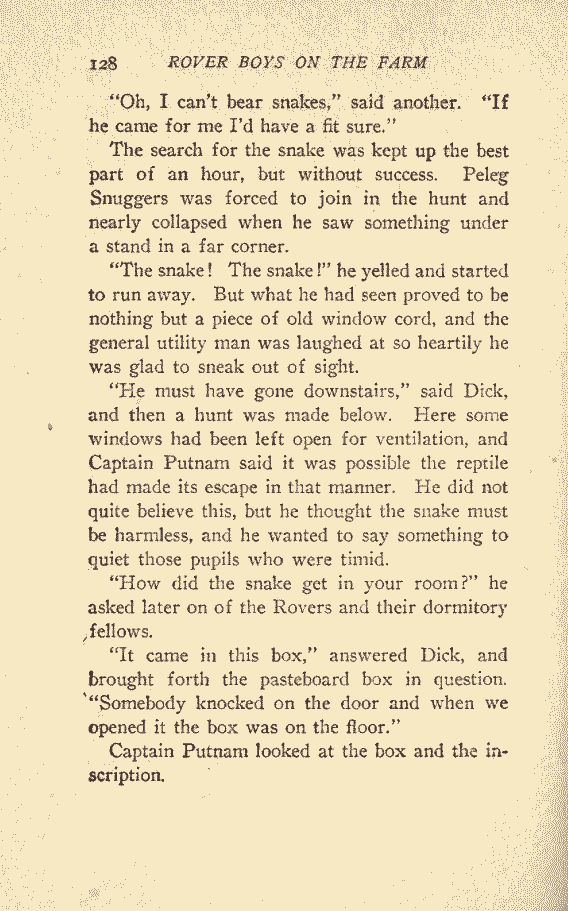 128 ROVER BOYS ON THE FARM
"Oh, I can't bear snakes," said another. "If
he came for me I'd have a fit sure."
The search for the snake was kept up the best
part of an hour, but without success. Peleg
Snuggers was forced to join in the hunt and
nearly collapsed when he saw something under
a stand in a far corner.
"The snake! The snake!" he yelled and started
to run away. But what he had seen proved to be
nothing but a piece of old window cord, and the
general utility man was laughed at so heartily he
was glad to sneak out of sight.
"He must have gone downstairs," said Dick,
and then a hunt was made below. Here some
windows had been left open for ventilation, and
Captain Putnam said it was possible the reptile
had made its escape in that manner. He did not
quite believe this, but he thought the snake must
be harmless, and he wanted to say something to
quiet those pupils who were timid.
"How did the snake get in your room?" he
asked later on of the Rovers and their dormitory
fellows.
"It came in this box," answered Dick, and
brought forth the pasteboard box in question.
"Somebody knocked on the door and when we
opened it the box was on the floor."
Captain Putnam looked at the box and the in-
scription.